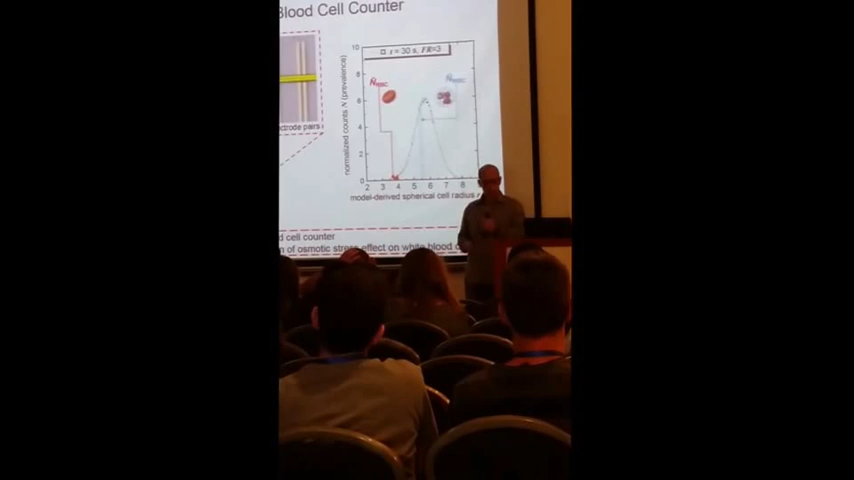 Blood Cell Counter
t = 30 s, FR=3
10
8
6
4
2
0
normalized counts N (prevalence)
2 3 4 5 6 7 8
model-derived spherical cell radius
ctrode pairs
d cell counter
n of osmotic stress effect on white blood c